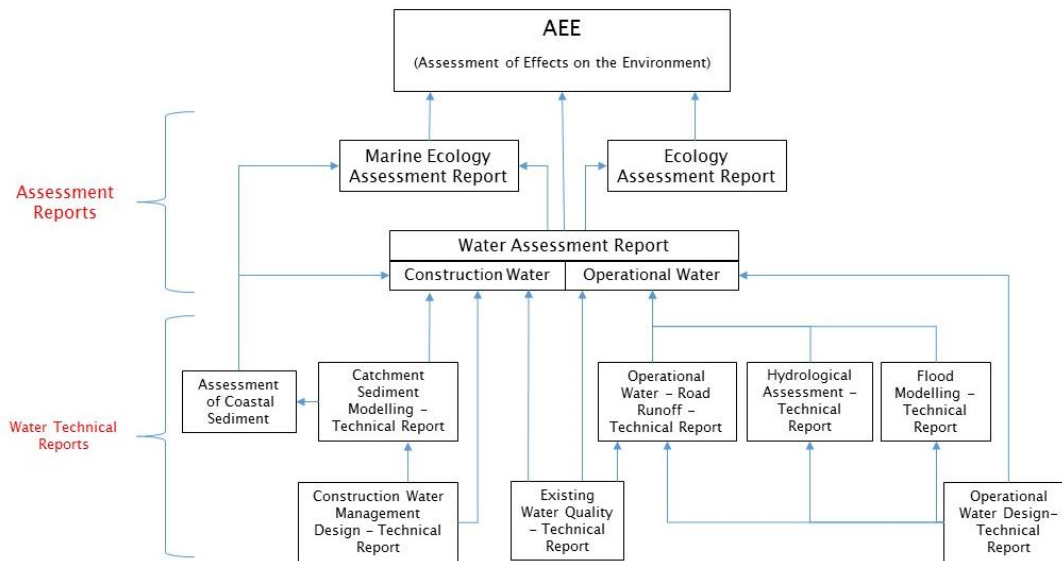 AEE
(Assessment of Effects on the Environment)
Marine Ecology
Assessment Report
Ecology
Assessment Report
Assessment
Reports
Water Assessment Report
Construction Water
Operational Water
Water Technical
Reports
Assessment
of Coastal
Sediment
Catchment
Sediment
Modelling –
Technical Report
Operational
Water – Road
Runoff –
Technical Report
Hydrological
Assessment –
Technical
Report
Flood
Modelling –
Technical
Report
Construction Water
Management
Design – Technical
Report
Existing
Water Quality
– Technical
Report
Operational
Water Design–
Technical
Report